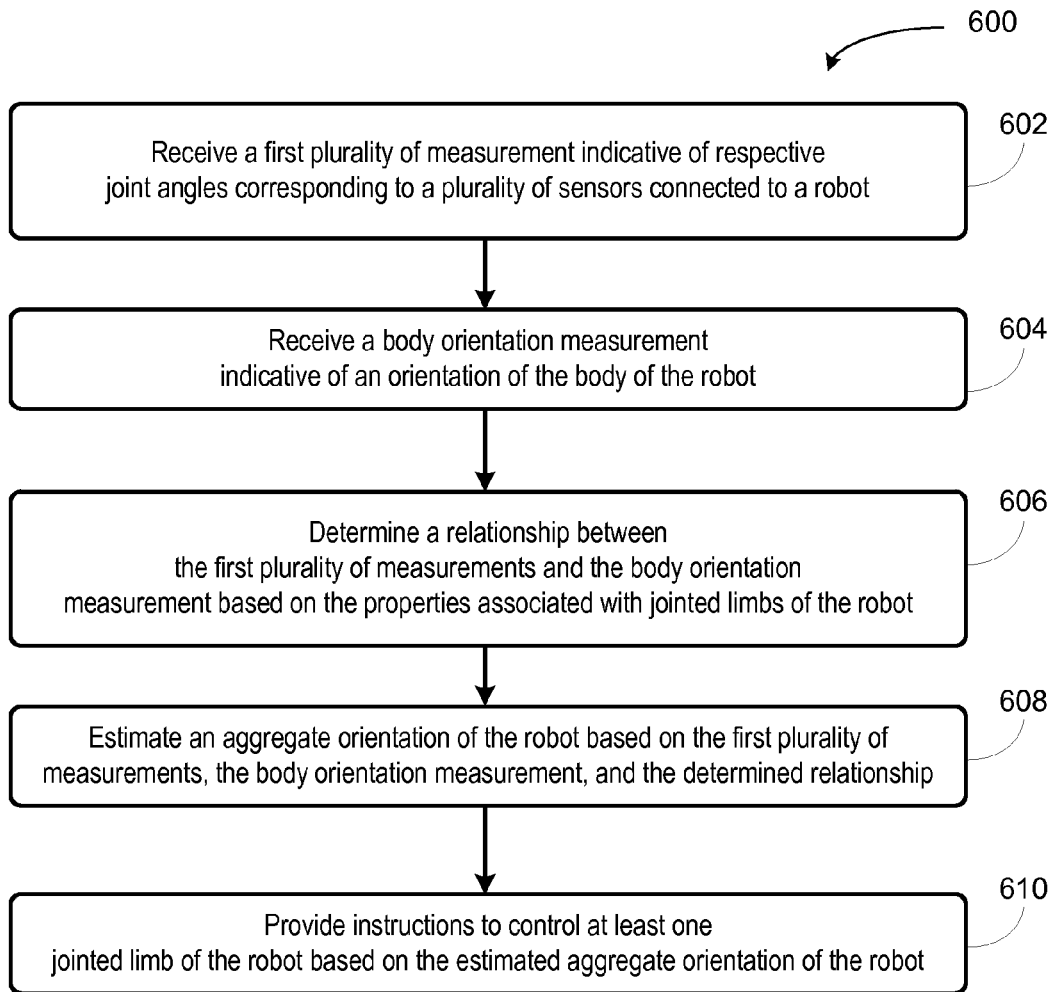 600
602
Receive a first plurality of measurement indicative of respective
joint angles corresponding to a plurality of sensors connected to a robot
604
Receive a body orientation measurement
indicative of an orientation of the body of the robot
606
Determine a relationship between
the first plurality of measurements and the body orientation
measurement based on the properties associated with jointed limbs of the robot
608
Estimate an aggregate orientation of the robot based on the first plurality of
measurements, the body orientation measurement, and the determined relationship
610
Provide instructions to control at least one
jointed limb of the robot based on the estimated aggregate orientation of the robot